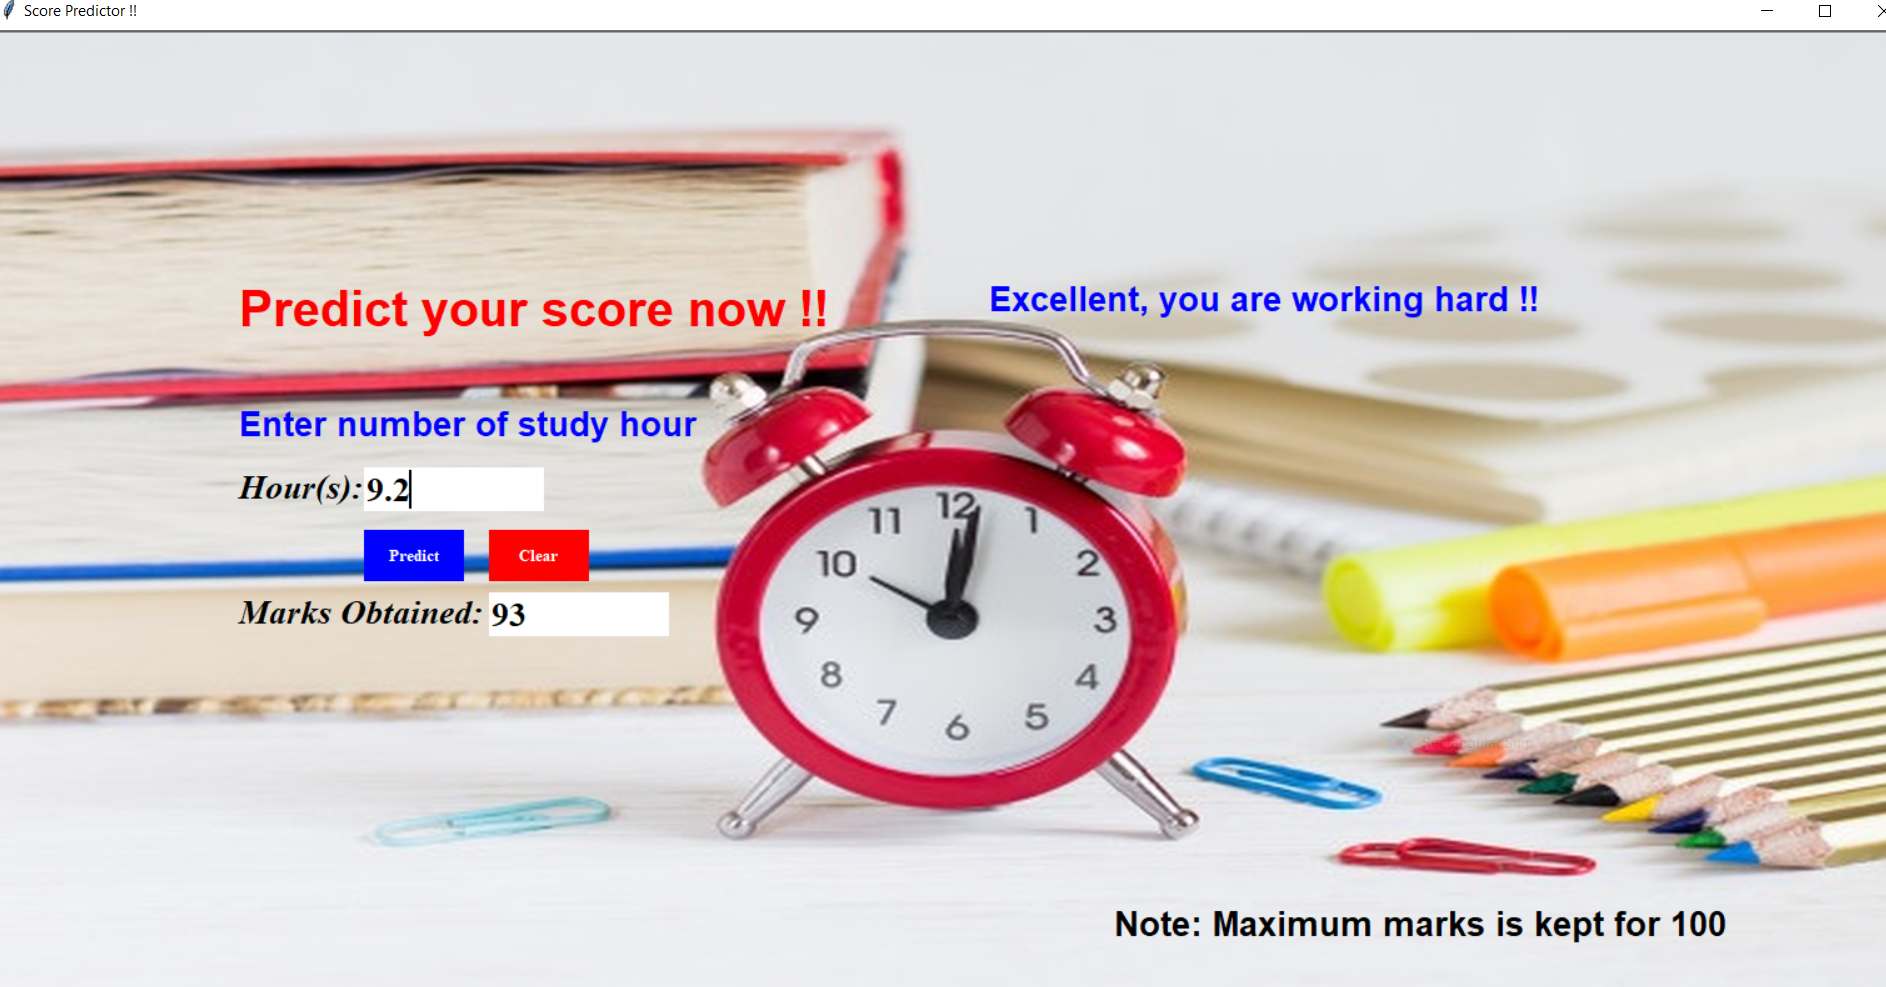 Score Predictor !!
Predict your score now !!
Excellent, you are working hard !!
Enter number of study hour
Hour(s): 9.2
Predict Clear
Marks Obtained: 93
12
11 1
10 2
9 3
8 4
7 5
6
Note: Maximum marks is kept for 100